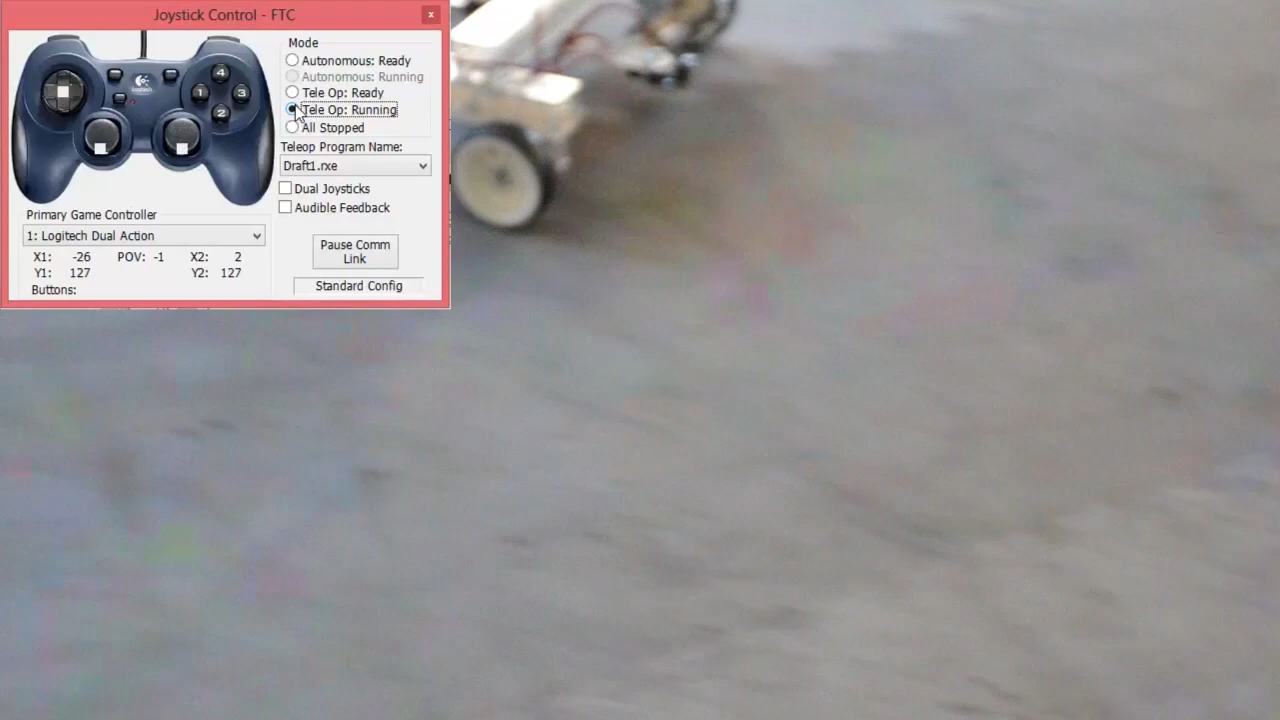 Joystick Control - FTC
x
Mode
Autonomous: Ready
Autonomous: Running
Tele Op: Ready
Tele Op: Running
All Stopped
4
1
3
2
Logitech
Teleop Program Name:
Draft1.rxe
Dual Joysticks
Audible Feedback
Primary Game Controller
1: Logitech Dual Action
X1: -26 POV: -1 X2: 2
Y1: 127 Y2: 127
Buttons:
Pause Comm
Link
Standard Config